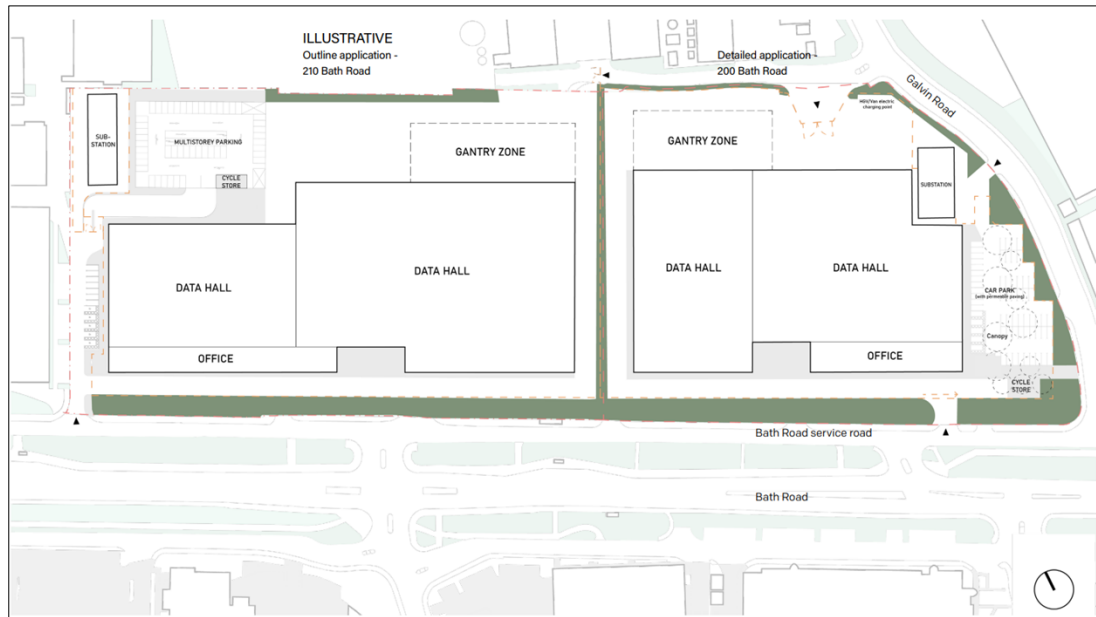 ILLUSTRATIVE
Outline application -
210 Bath Road
Detailed application -
200 Bath Road
Galvin Road
HGV/Van electric
charging point
SUB-
STATION
MULTISTOREY PARKING
CYCLE
STORE
GANTRY ZONE
GANTRY ZONE
SUBSTATION
DATA HALL
DATA HALL
DATA HALL
DATA HALL
CAR PARK
(with permeable paving)
Canopy
OFFICE
OFFICE
CYCLE
STORE
Bath Road service road
Bath Road